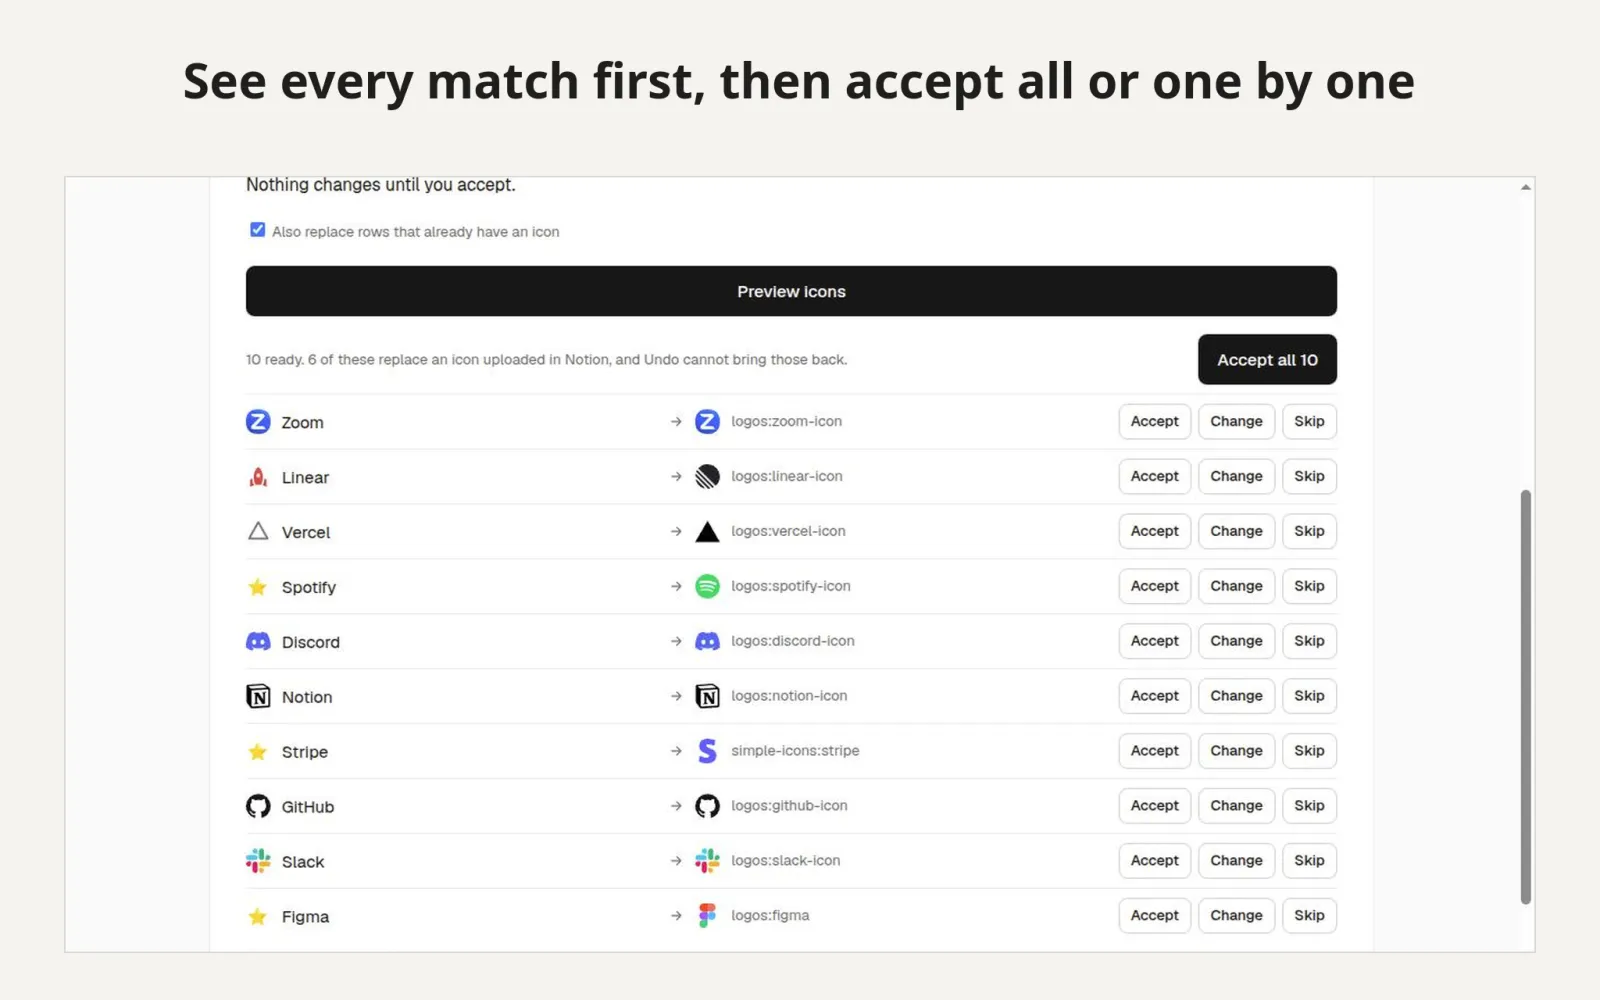 See every match first, then accept all or one by one
Nothing changes until you accept.
Also replace rows that already have an icon
Preview icons
10 ready. 6 of these replace an icon uploaded in Notion, and Undo cannot bring those back.
Accept all 10
Zoom → logos:zoom-icon Accept Change Skip
Linear → logos:linear-icon Accept Change Skip
Vercel → logos:vercel-icon Accept Change Skip
Spotify → logos:spotify-icon Accept Change Skip
Discord → logos:discord-icon Accept Change Skip
Notion → logos:notion-icon Accept Change Skip
Stripe → simple-icons:stripe Accept Change Skip
GitHub → logos:github-icon Accept Change Skip
Slack → logos:slack-icon Accept Change Skip
Figma → logos:figma Accept Change Skip